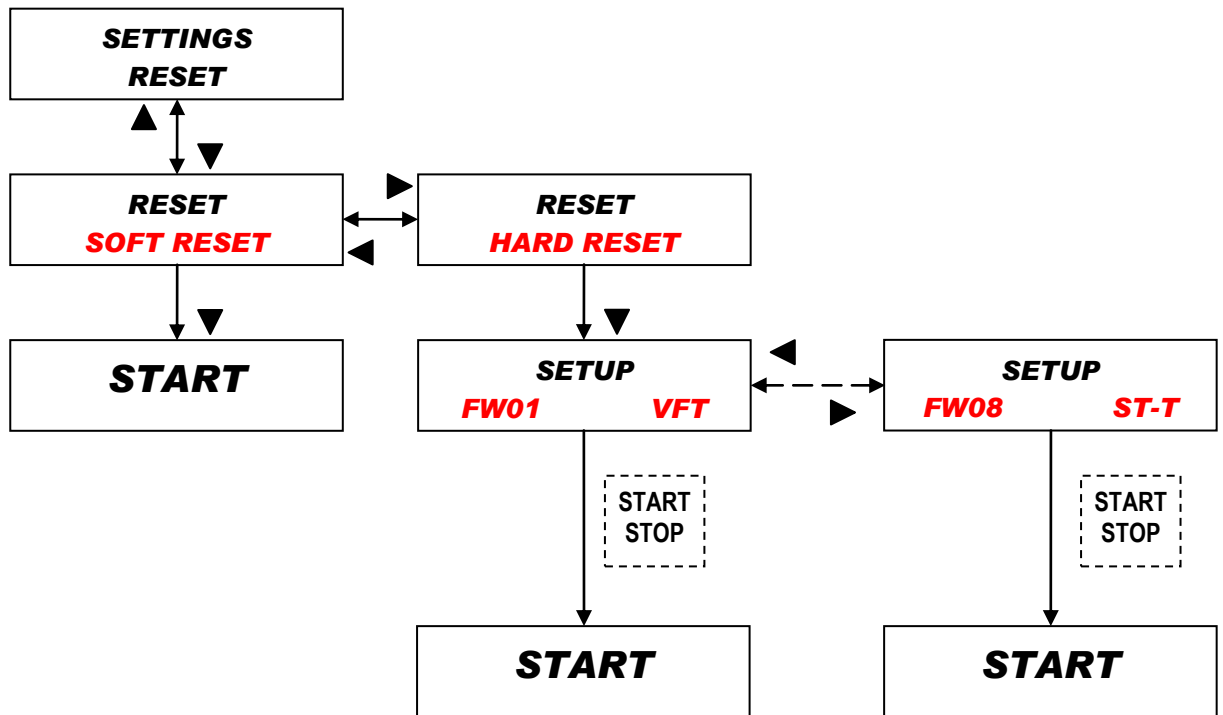 SETTINGS
RESET
RESET
SOFT RESET
RESET
HARD RESET
START
SETUP
FW01 VFT
SETUP
FW08 ST-T
START
STOP
START
STOP
START
START